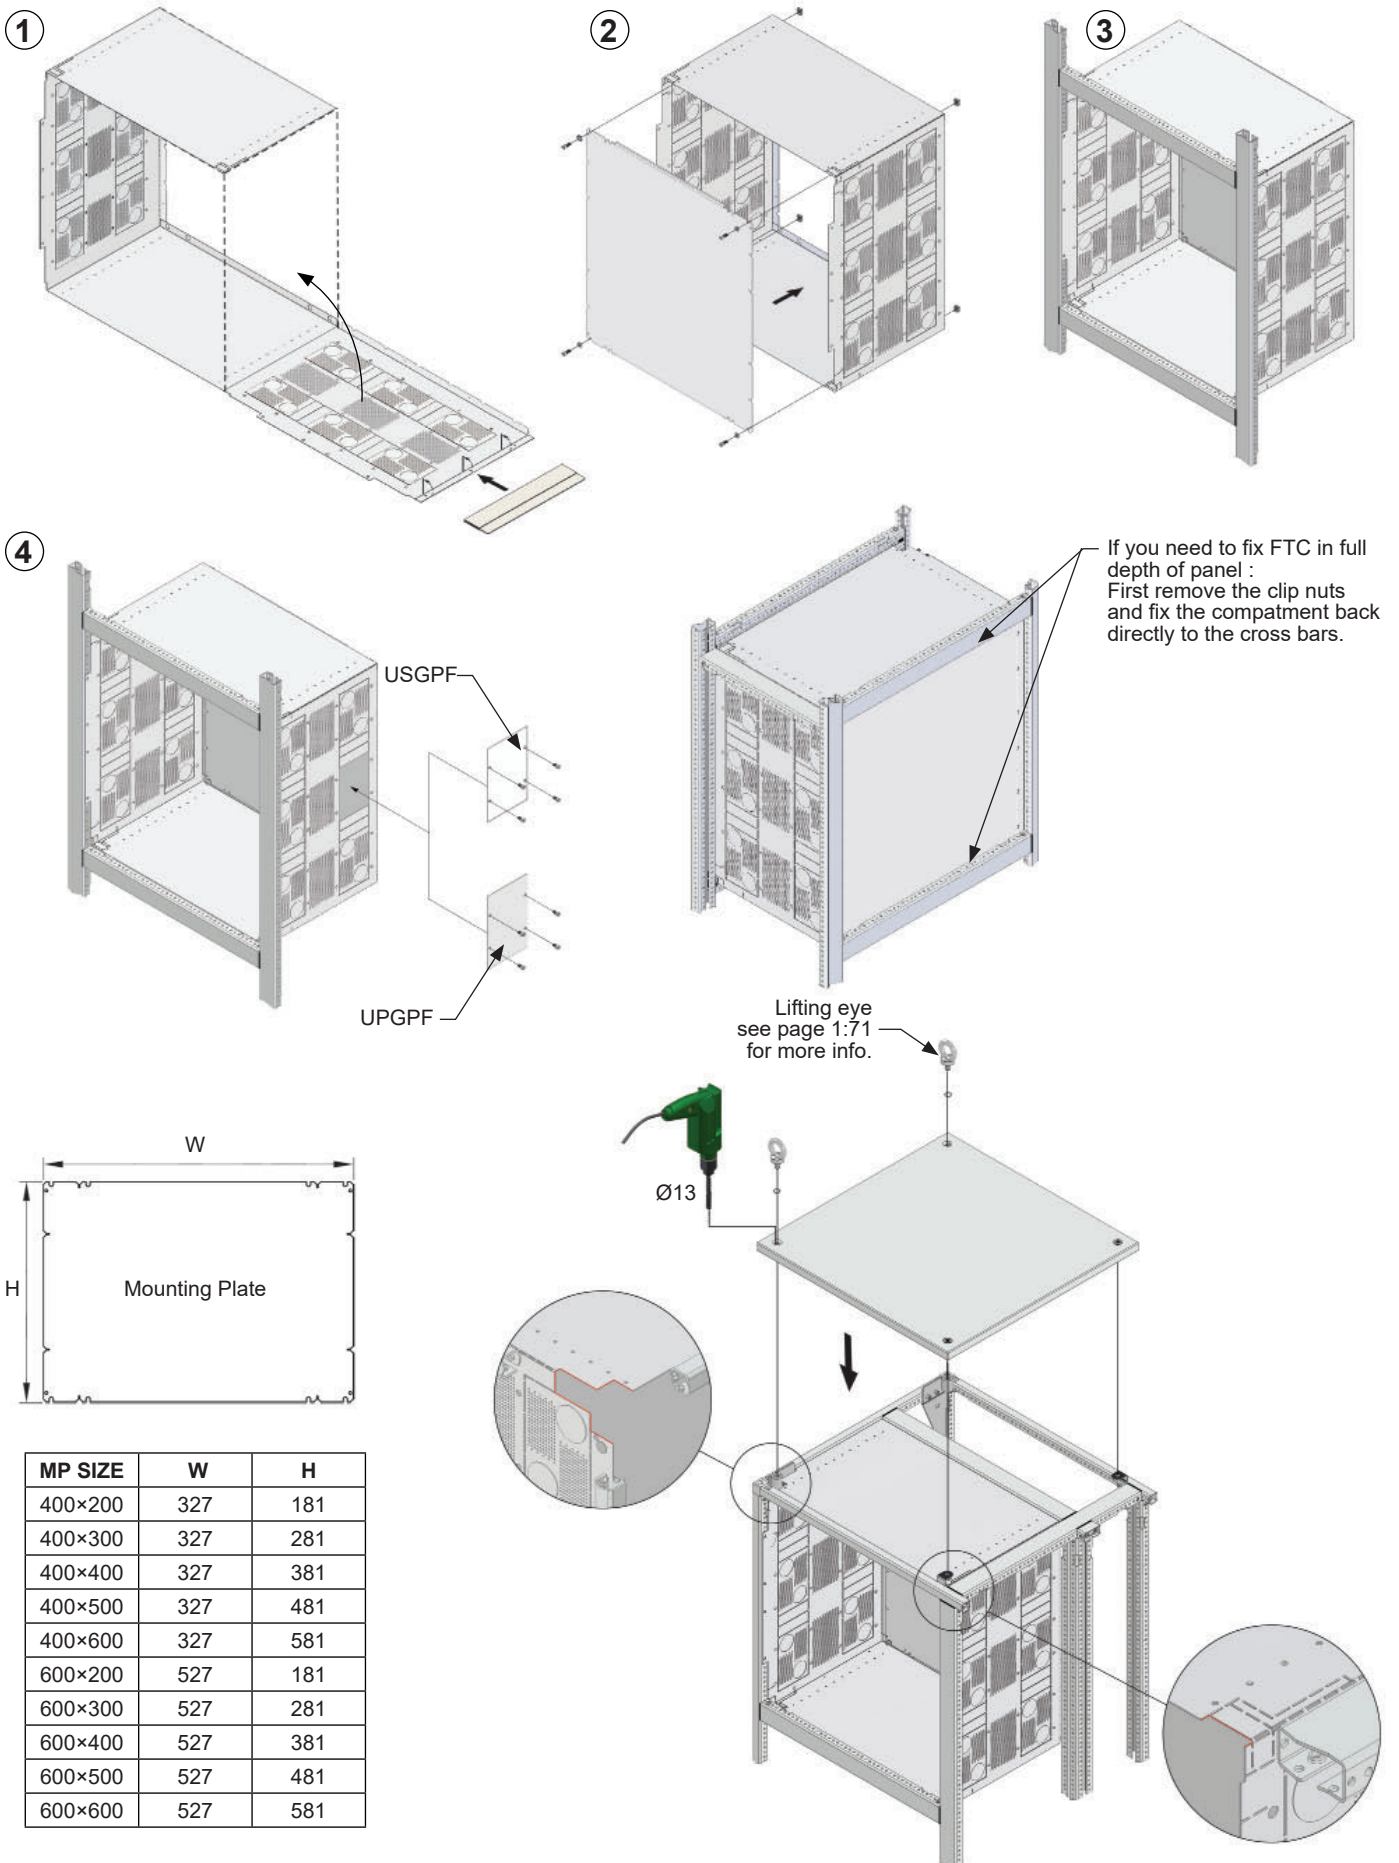 1
2
3
4
USGPF
UPGPF
If you need to fix FTC in full
depth of panel :
First remove the clip nuts
and fix the compatment back
directly to the cross bars.
Lifting eye
see page 1:71
for more info.
Ø13
W
H
Mounting Plate
MP SIZE W H
400×200 327 181
400×300 327 281
400×400 327 381
400×500 327 481
400×600 327 581
600×200 527 181
600×300 527 281
600×400 527 381
600×500 527 481
600×600 527 581